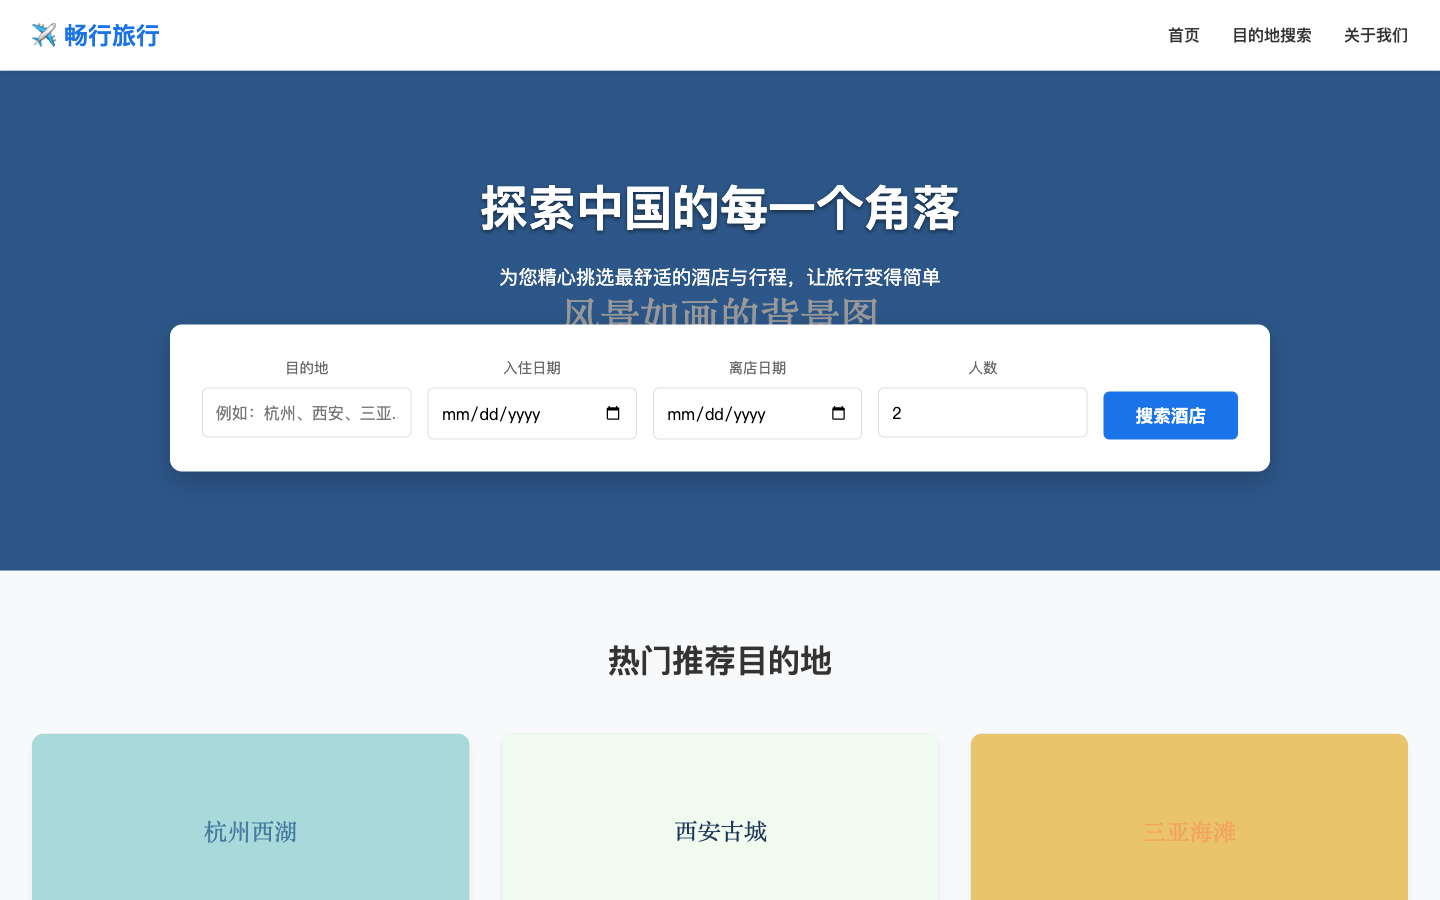 畅行旅行
首页 目的地搜索 关于我们
探索中国的每一个角落
为您精心挑选最舒适的酒店与行程，让旅行变得简单
风景如画的背景图
目的地 入住日期 离店日期 人数
例如：杭州、西安、三亚. mm/dd/yyyy mm/dd/yyyy 2 搜索酒店
热门推荐目的地
杭州西湖 西安古城 三亚海滩